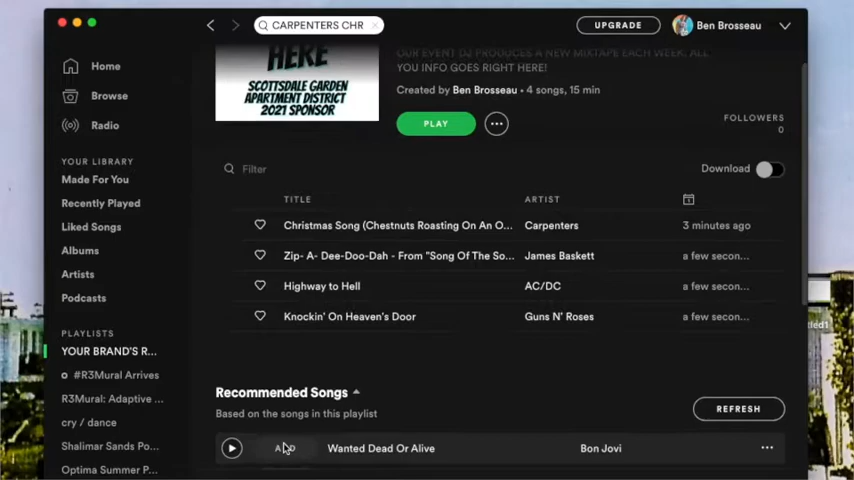 CARPENTERS CHR
UPGRADE
Ben Brosseau
Home
Browse
Radio
YOUR LIBRARY
Made For You
Recently Played
Liked Songs
Albums
Artists
Podcasts
PLAYLISTS
YOUR BRAND'S R...
#R3Mural Arrives
R3Mural: Adaptive ...
cry / dance
Shalimar Sands Po...
Optima Summer P...
HERE
SCOTTSDALE GARDEN
APARTMENT DISTRICT
2021 SPONSOR
OUR EVENT DJ PRODUCES A NEW MIXTAPE EACH WEEK. ALL
YOU INFO GOES RIGHT HERE!
Created by Ben Brosseau • 4 songs, 15 min
PLAY
FOLLOWERS
0
Filter
Download
TITLE ARTIST
Christmas Song (Chestnuts Roasting On An O... Carpenters 3 minutes ago
Zip- A- Dee-Doo-Dah - From "Song Of The So... James Baskett a few secon...
Highway to Hell AC/DC a few secon...
Knockin' On Heaven's Door Guns N' Roses a few secon...
Recommended Songs
Based on the songs in this playlist
REFRESH
Wanted Dead Or Alive Bon Jovi